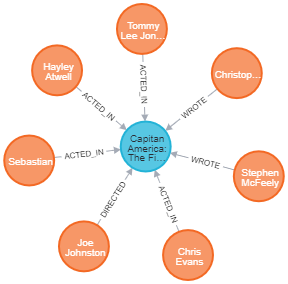 Tommy
Lee Jon...
Hayley
Atwell
ACTED_IN
Christop...
ACTED_IN
WROTE
Capitan
America:
The Fi...
Sebastian
ACTED_IN
WROTE
Stephen
McFeely
DIRECTED
ACTED_IN
Joe
Johnston
Chris
Evans